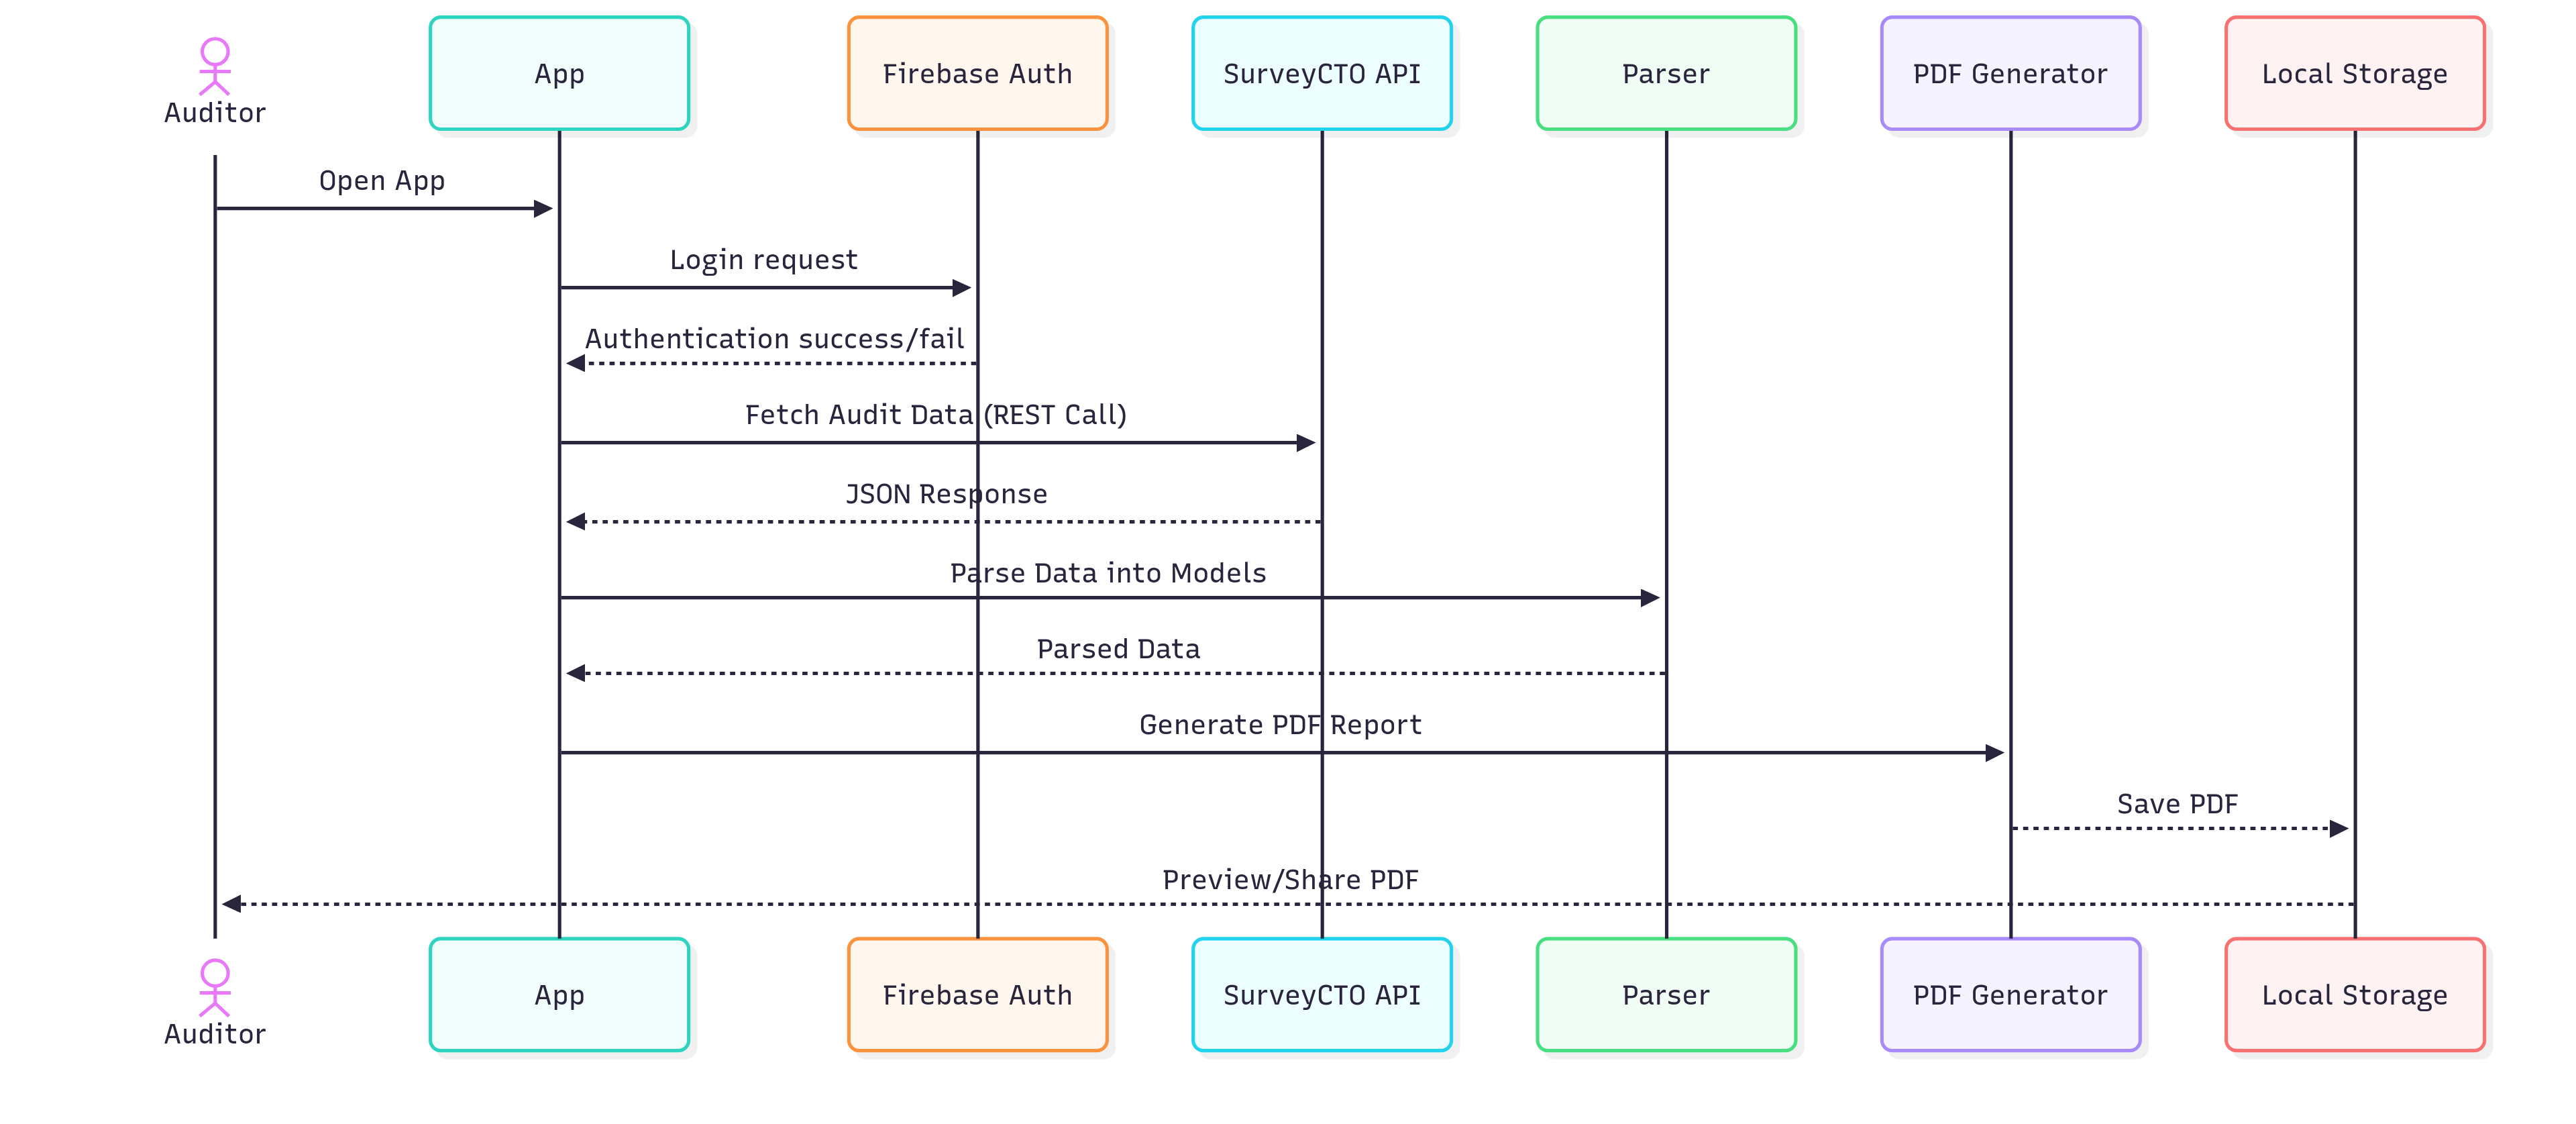 Auditor
App
Firebase Auth
SurveyCTO API
Parser
PDF Generator
Local Storage
Open App
Login request
Authentication success/fail
Fetch Audit Data (REST Call)
JSON Response
Parse Data into Models
Parsed Data
Generate PDF Report
Save PDF
Preview/Share PDF
Auditor
App
Firebase Auth
SurveyCTO API
Parser
PDF Generator
Local Storage